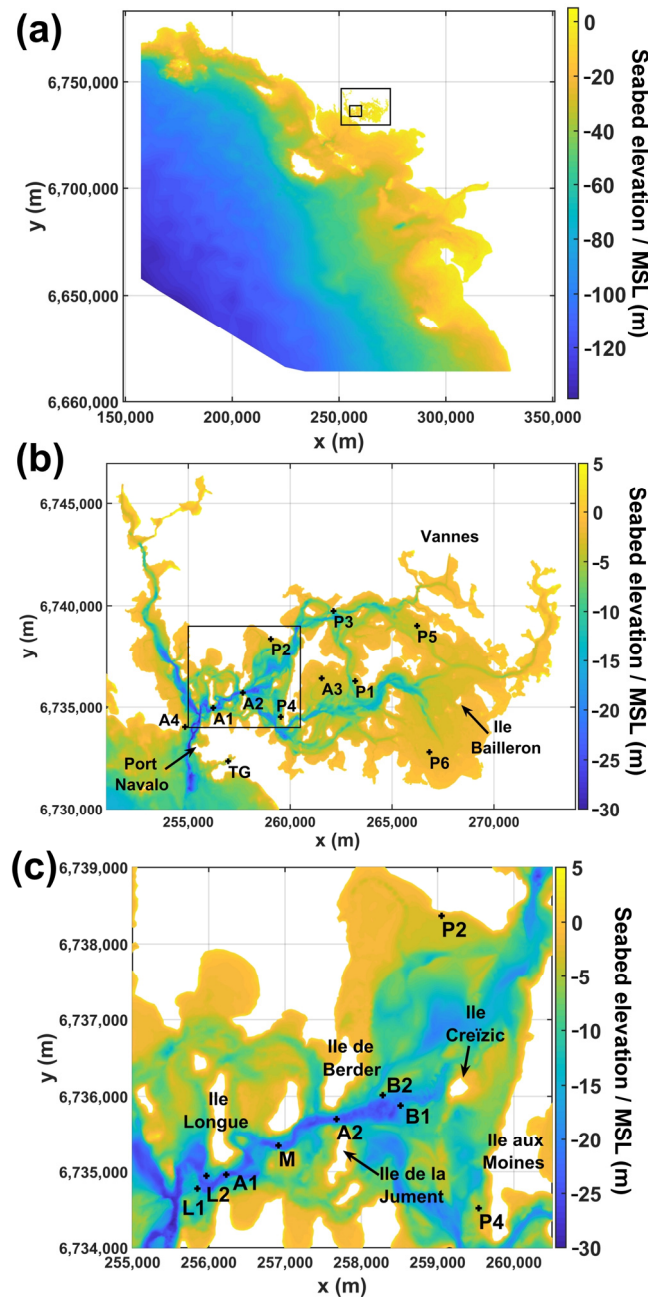 (a)
6,750,000
6,700,000
6,650,000
6,660,000
y (m)
150,000
200,000
250,000
300,000
350,000
x (m)
0
-20
-40
-60
-80
-100
-120
Seabed elevation / MSL (m)
(b)
6,745,000
6,740,000
6,735,000
6,730,000
y (m)
Vannes
P3
P2
P5
A3
P1
A2
P4
A4
A1
Port
Navalo
TG
P6
Ile
Bailleron
255,000
260,000
265,000
270,000
x (m)
5
0
-5
-10
-15
-20
-25
-30
Seabed elevation / MSL (m)
(c)
6,739,000
6,738,000
6,737,000
6,736,000
6,735,000
6,734,000
y (m)
P2
Ile
Creïzic
Ile de
Berder
B2
B1
Ile
Longue
A2
M
Ile aux
Moines
Ile de la
Jument
A1
L2
L1
P4
255,000
256,000
257,000
258,000
259,000
260,000
x (m)
5
0
-5
-10
-15
-20
-25
-30
Seabed elevation / MSL (m)